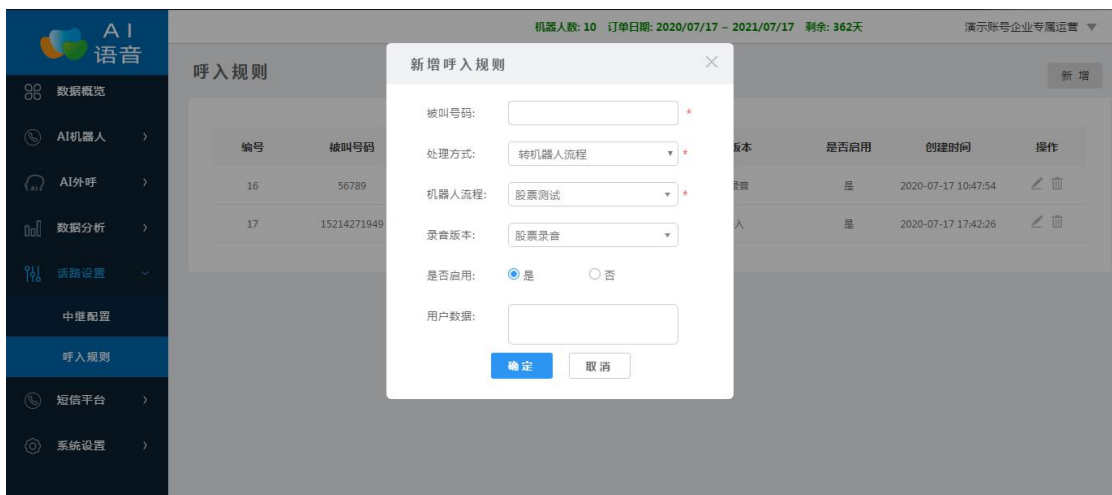 AI
语音
机器人数: 10 订单日期: 2020/07/17 ~ 2021/07/17 剩余: 362天
演示账号企业专属运营
数据概览
AI机器人
AI外呼
数据分析
话路设置
中继配置
呼入规则
短信平台
系统设置
呼入规则
新 增
编号 被叫号码 版本 是否启用 创建时间 操作
16 56789 录音 是 2020-07-17 10:47:54
17 15214271949 入 是 2020-07-17 17:42:26
新增呼入规则
被叫号码: *
处理方式: 转机器人流程 *
机器人流程: 股票测试 *
录音版本: 股票录音
是否启用: 是 否
用户数据:
确定 取消